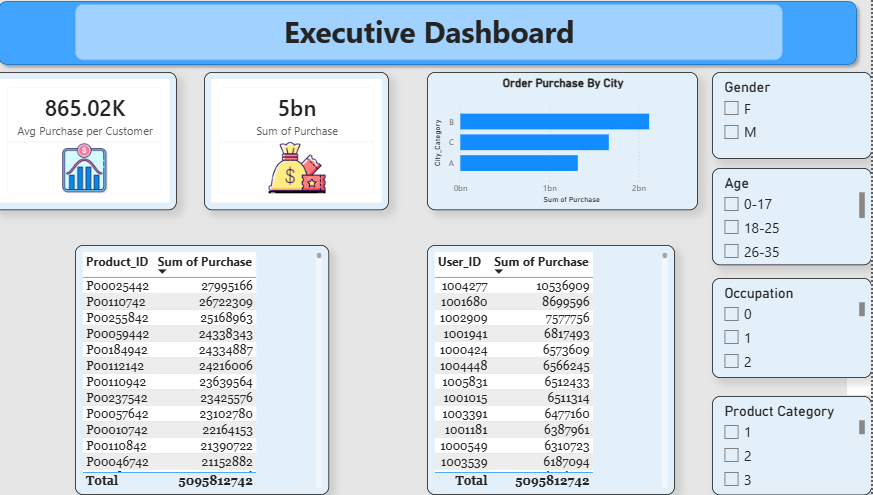 Executive Dashboard
865.02K
Avg Purchase per Customer
5bn
Sum of Purchase
$
Order Purchase By City
City_Category
B
C
A
0bn 1bn 2bn
Sum of Purchase
Gender
F
M
Age
0-17
18-25
26-35
Occupation
0
1
2
Product Category
1
2
3
Product_ID Sum of Purchase
P00025442 27995166
P00110742 26722309
P00255842 25168963
P00059442 24338343
P00184942 24334887
P00112142 24216006
P00110942 23639564
P00237542 23425576
P00057642 23102780
P00010742 22164153
P00110842 21390722
P00046742 21152882
Total 5095812742
User_ID Sum of Purchase
1004277 10536909
1001680 8699596
1002909 7577756
1001941 6817493
1000424 6573609
1004448 6566245
1005831 6512433
1001015 6511314
1003391 6477160
1001181 6387961
1000549 6310723
1003539 6187094
Total 5095812742